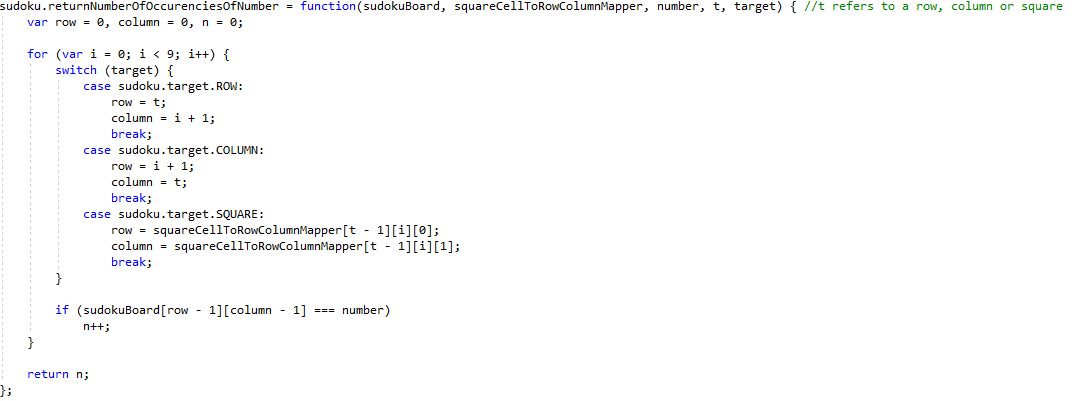 sudoku.returnNumberOfOccurenciesOfNumber = function(sudokuBoard, squareCellToRowColumnMapper, number, t, target) { //t refers to a row, column or square
    var row = 0, column = 0, n = 0;

    for (var i = 0; i < 9; i++) {
        switch (target) {
            case sudoku.target.ROW:
                row = t;
                column = i + 1;
                break;
            case sudoku.target.COLUMN:
                row = i + 1;
                column = t;
                break;
            case sudoku.target.SQUARE:
                row = squareCellToRowColumnMapper[t - 1][i][0];
                column = squareCellToRowColumnMapper[t - 1][i][1];
                break;
        }

        if (sudokuBoard[row - 1][column - 1] === number)
            n++;
    }

    return n;
};